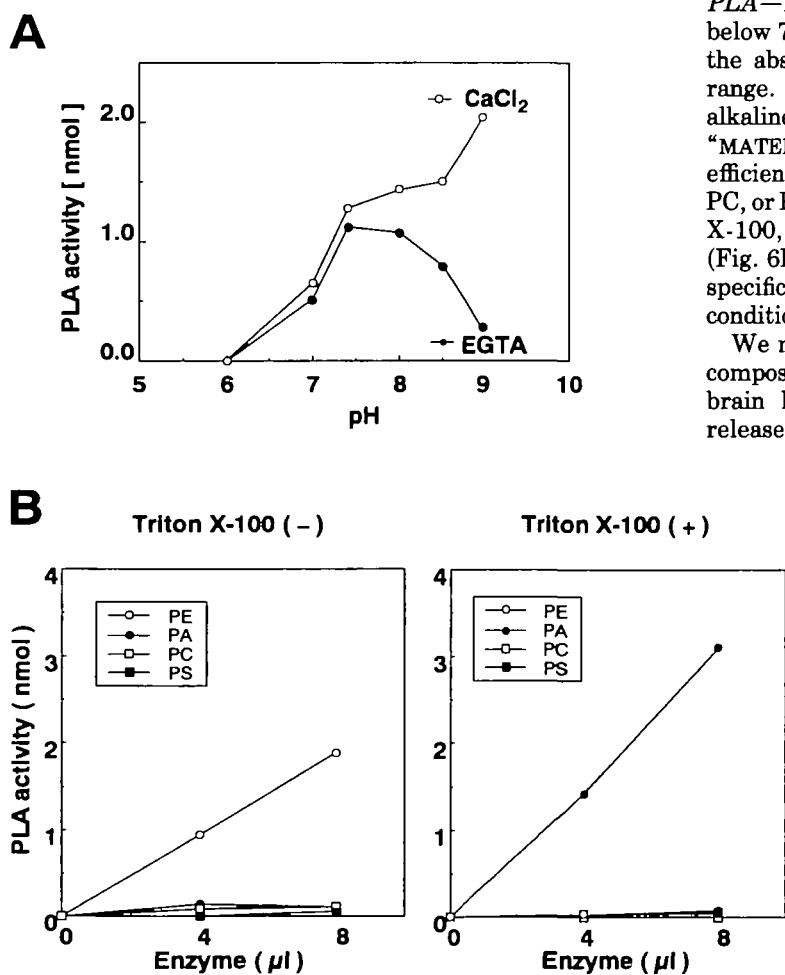 A
PLA activity [ nmol]
2.0
1.0
0.0
CaCl2
EGTA
5 6 7 8 9 10
pH
below 7
the abs
range.
alkaline
"MATE
efficien
PC, or
X-100,
(Fig. 6
specific
conditio
We
compos
brain
release
B
Triton X-100 ( − )
PLA activity ( nmol)
4
3
2
1
0
PE
PA
PC
PS
0 4 8
Enzyme ( µl )
Triton X-100 ( + )
4
3
2
1
0
PE
PA
PC
PS
0 4 8
Enzyme ( µl )